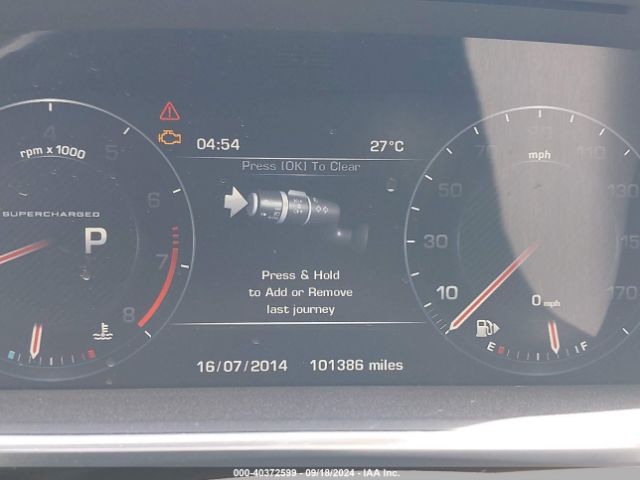 4
5
6
7
8
rpm x 1000
SUPERCHARGED
P
04:54
27°C
Press (OK) To Clear
Press & Hold
to Add or Remove
last journey
16/07/2014 101386 miles
10
30
50
70
90
110
130
170
mph
0 mph
E
F
000-40372599 - 09/18/2024 - IAA Inc.